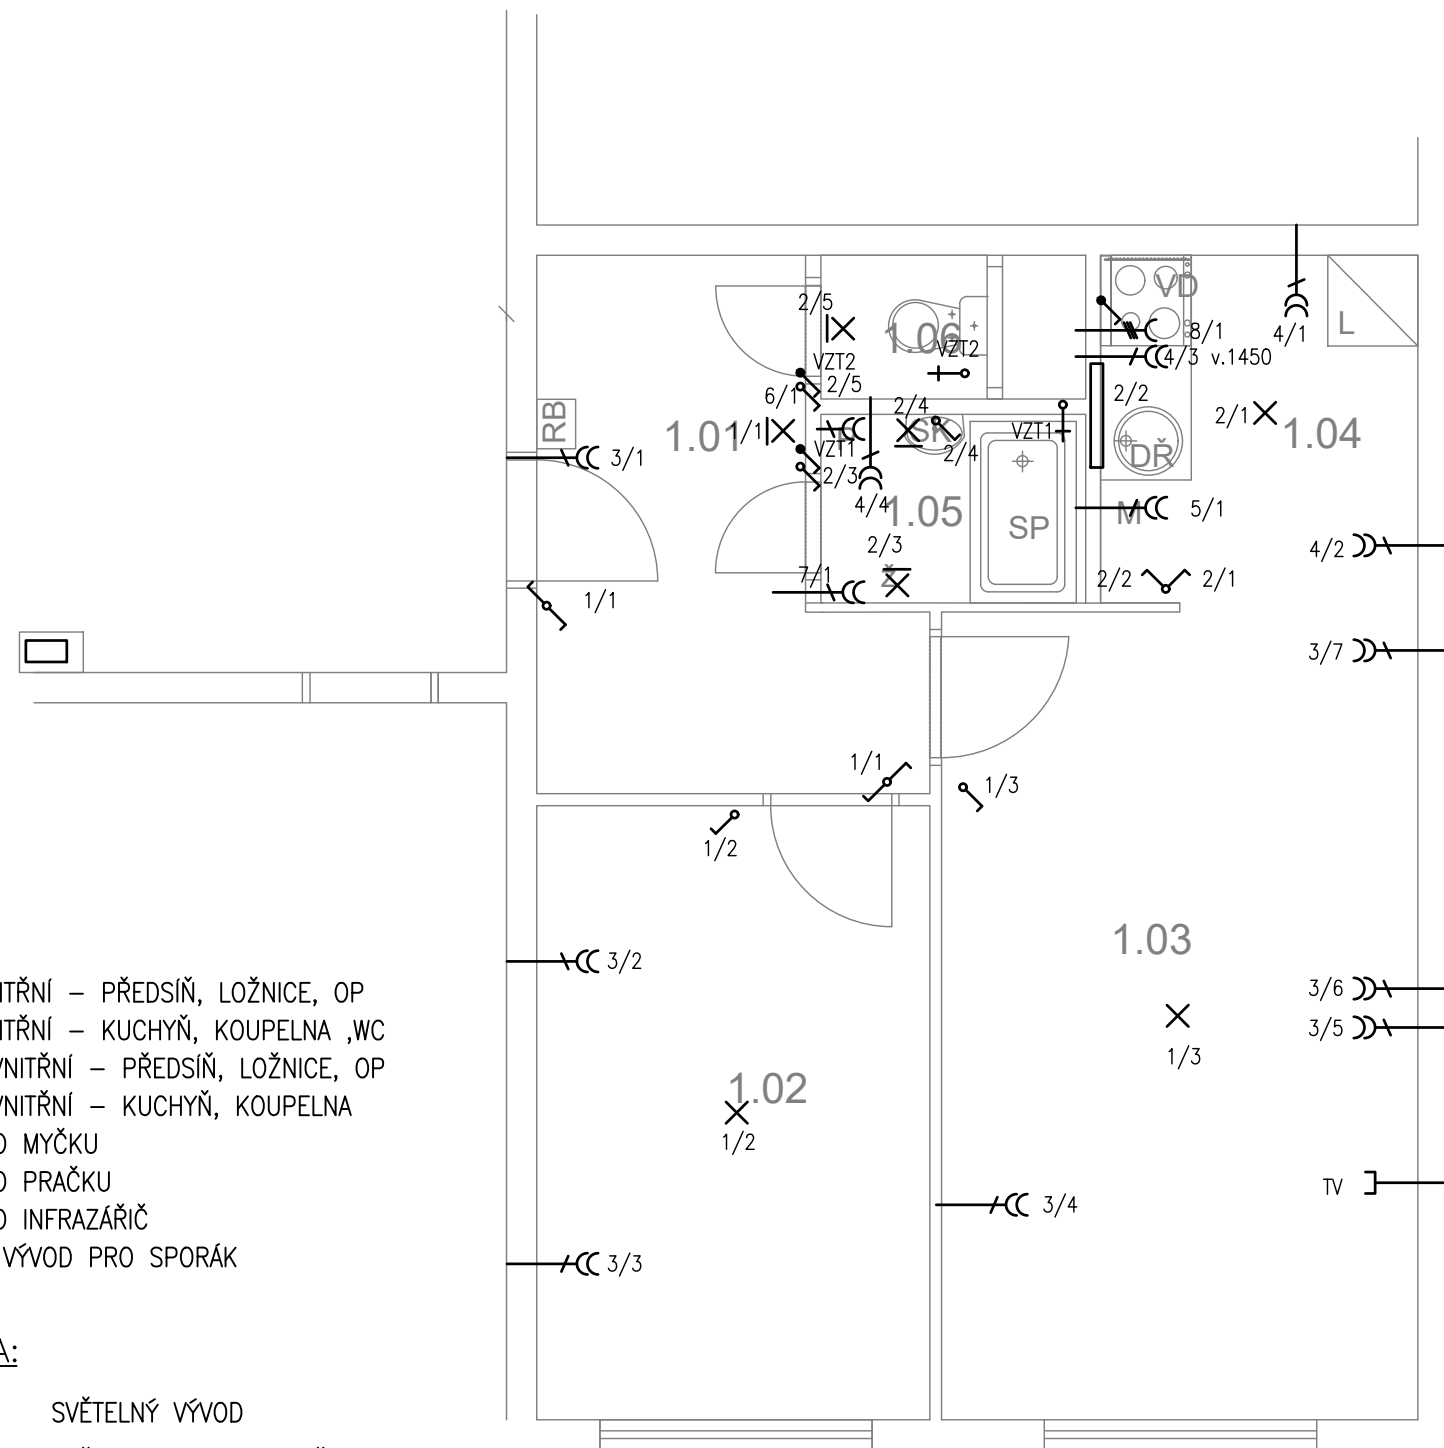 2/5
1.06
VZT2
VD
4/1
L
8/1
4/3 v.1450
VZT2
2/5
6/1
2/4
2/2
2/1
1.04
RB
1.01
1/1
SK
VZT1
DŘ
3/1
VZT1
2/3
2/4
4/4
1.05
SP
M
5/1
2/3
4/2
7/1
Ž
2/2
2/1
1/1
3/7
1/1
1/3
1/2
1.03
3/2
3/6
NITŘNÍ – PŘEDSÍŇ, LOŽNICE, OP
NITŘNÍ – KUCHYŇ, KOUPELNA ,WC
VNITŘNÍ – PŘEDSÍŇ, LOŽNICE, OP
VNITŘNÍ – KUCHYŇ, KOUPELNA
O MYČKU
O PRAČKU
O INFRAZÁŘIČ
VÝVOD PRO SPORÁK
3/5
1/3
1.02
1/2
TV
3/4
3/3
A:
SVĚTELNÝ VÝVOD